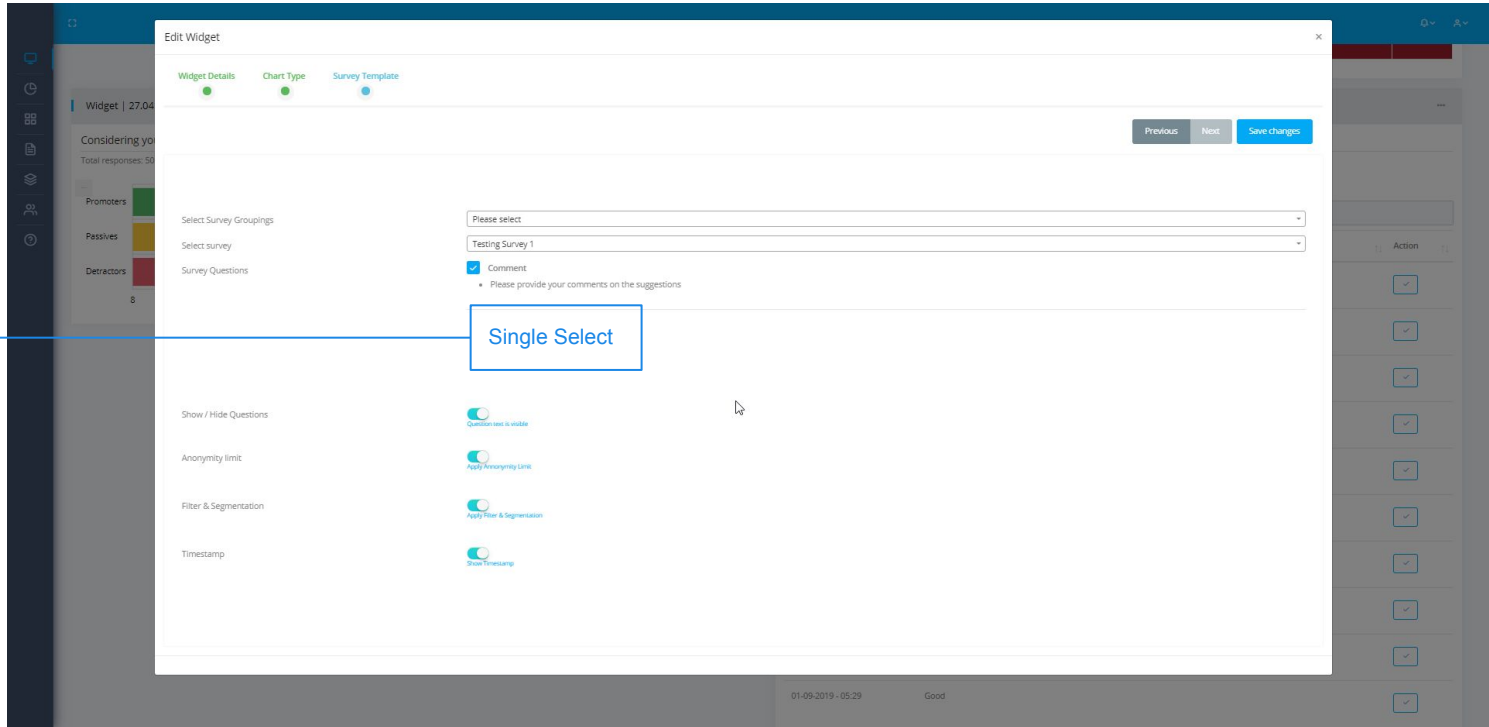 Edit Widget
×
Widget Details
Chart Type
Survey Template
Previous
Next
Save changes
Widget | 27.04
Considering yo
Total responses: 50
Promoters
Passives
Detractors
8
Select Survey Groupings
Please select
Select survey
Testing Survey 1
Survey Questions
Comment
• Please provide your comments on the suggestions
Single Select
Show / Hide Questions
Question text is visible
Anonymity limit
Apply Annonymity Limit
Filter & Segmentation
Apply Filter & Segmentation
Timestamp
Show Timestamp
Action
01-09-2019 - 05:29
Good